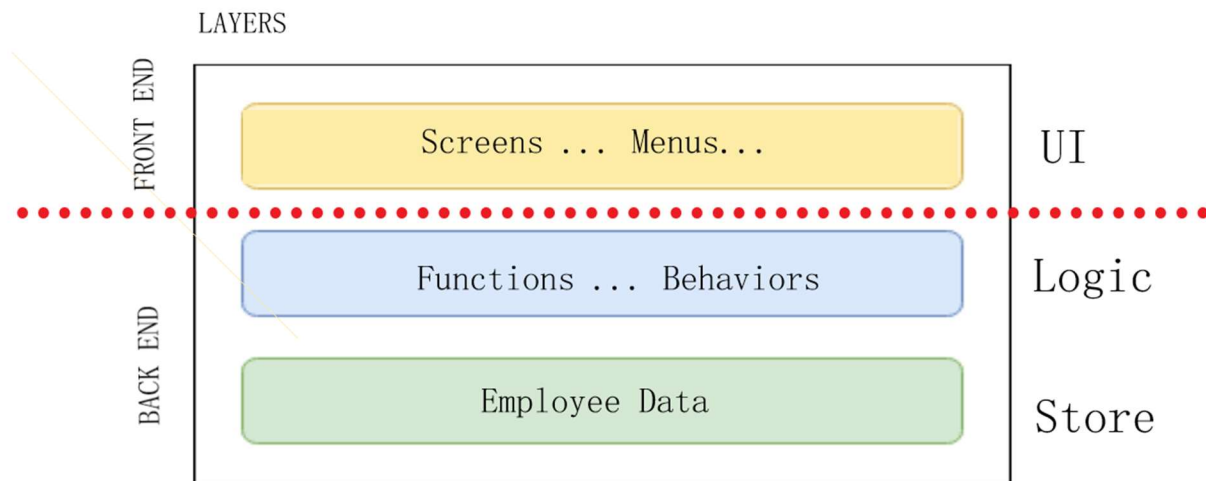 LAYERS
FRONT END
Screens ... Menus...
UI
Functions ... Behaviors
Logic
BACK END
Employee Data
Store